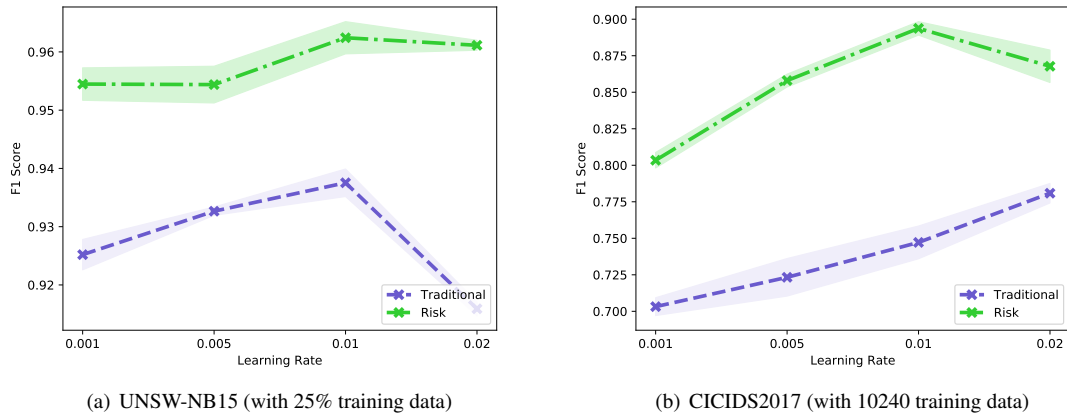 0.96
0.95
0.94
0.93
0.92
F1 Score
0.001
0.005
0.01
0.02
Learning Rate
Traditional
Risk
(a) UNSW-NB15 (with 25% training data)
0.900
0.875
0.850
0.825
0.800
0.775
0.750
0.725
0.700
F1 Score
0.001
0.005
0.01
0.02
Learning Rate
Traditional
Risk
(b) CICIDS2017 (with 10240 training data)